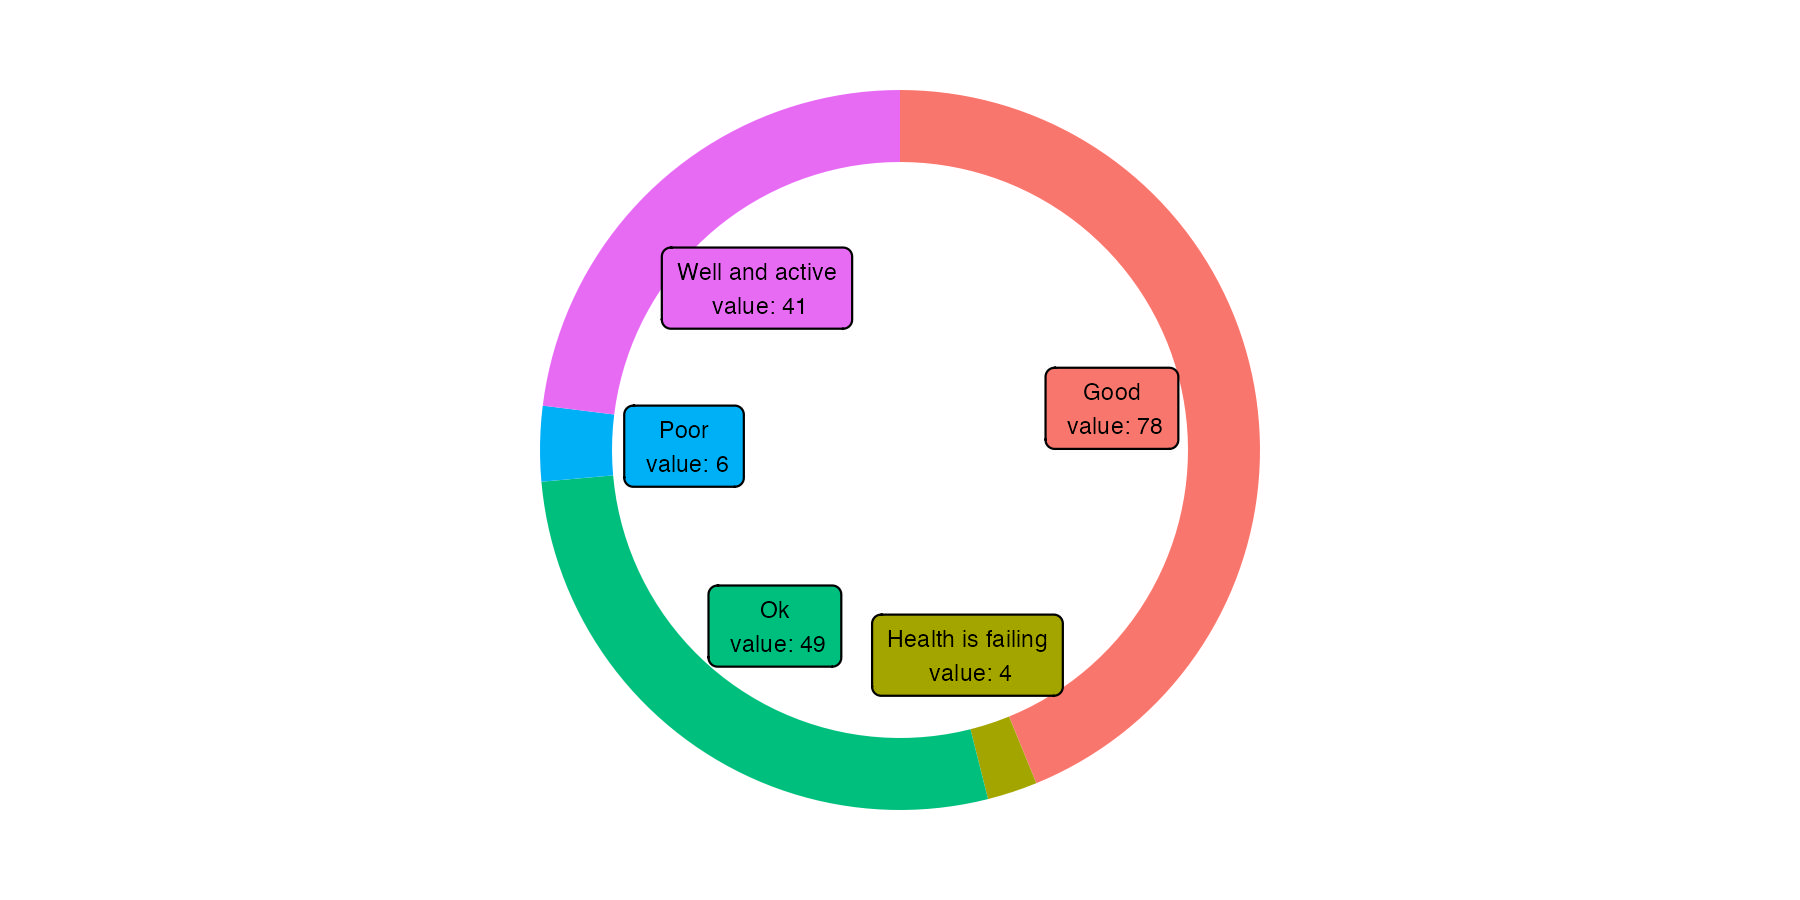 Well and active
value: 41
Good
value: 78
Poor
value: 6
Ok
value: 49
Health is failing
value: 4